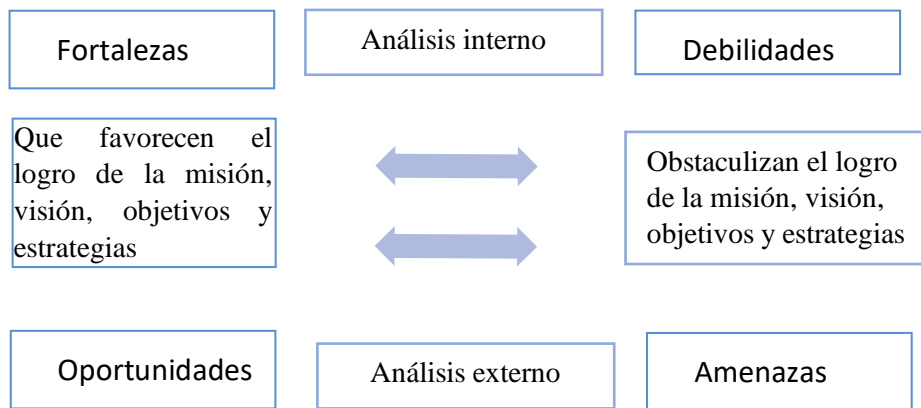 Fortalezas
Análisis interno
Debilidades
Que favorecen el
logro de la misión,
visión, objetivos y
estrategias
Obstaculizan el logro
de la misión, visión,
objetivos y estrategias
Oportunidades
Análisis externo
Amenazas